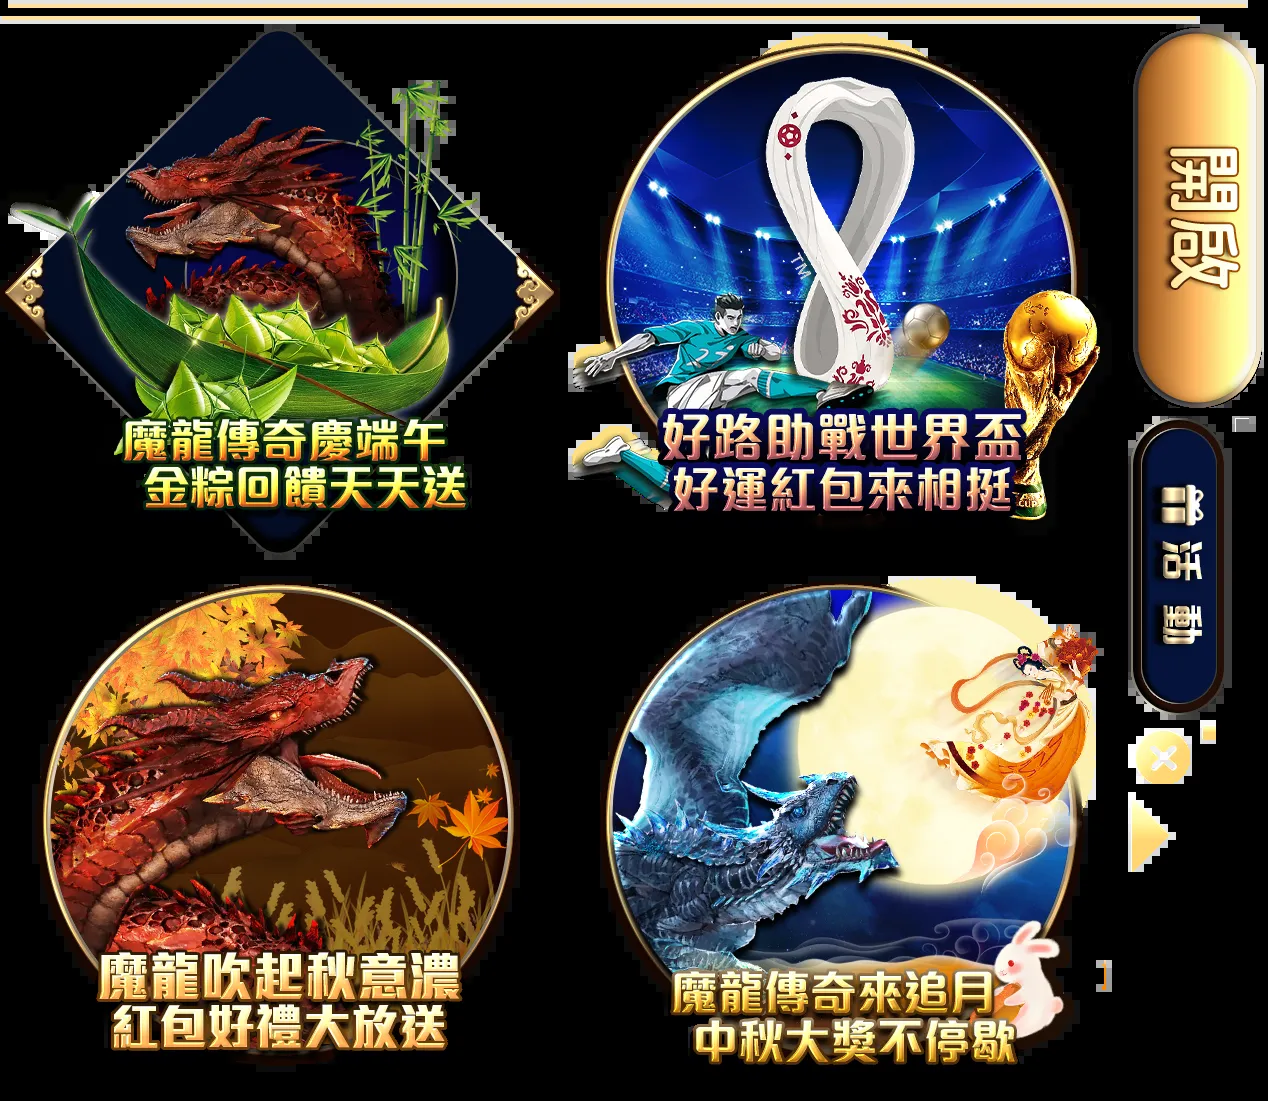 魔龍傳奇慶端午
金粽回饋天天送
TM
好路助戰世界盃
好運紅包來相挺
CUP
魔龍吹起秋意濃
紅包好禮大放送
魔龍傳奇來追月
中秋大獎不停歇
開啟
活動